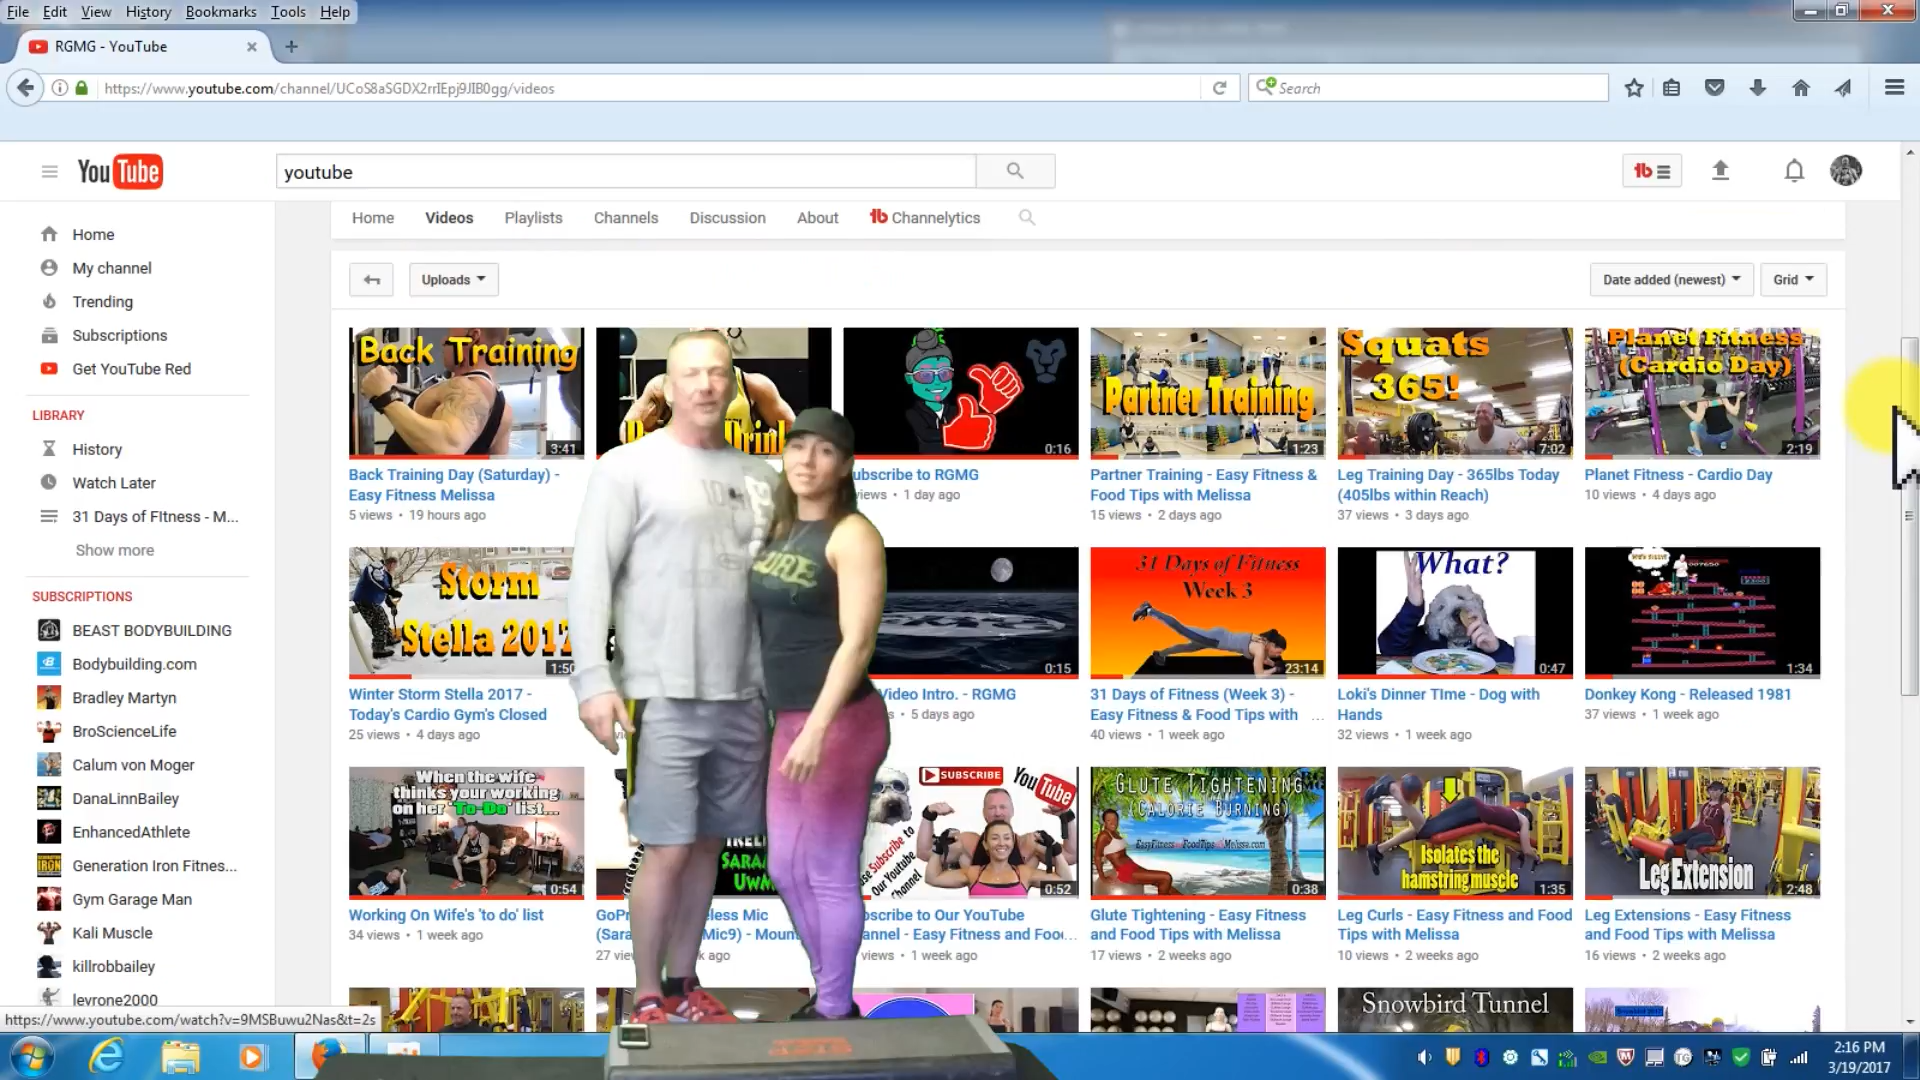 File Edit View History Bookmarks Tools Help
RGMG - YouTube
https://www.youtube.com/channel/UCoS8aSGDX2rrIEpj9JIB0gg/videos
Search
YouTube
youtube
Home Videos Playlists Channels Discussion About Channelytics
Uploads
Date added (newest)
Grid
Home
My channel
Trending
Subscriptions
Get YouTube Red
LIBRARY
History
Watch Later
31 Days of FItness - M...
Show more
SUBSCRIPTIONS
BEAST BODYBUILDING
Bodybuilding.com
Bradley Martyn
BroScienceLife
Calum von Moger
DanaLinnBailey
EnhancedAthlete
Generation Iron Fitnes...
Gym Garage Man
Kali Muscle
killrobbailey
levrone2000
Back Training
3:41
Back Training Day (Saturday) -
Easy Fitness Melissa
5 views • 19 hours ago
0:16
ubscribe to RGMG
iews • 1 day ago
Partner Training
1:23
Partner Training - Easy Fitness &
Food Tips with Melissa
15 views • 2 days ago
Squats
365!
7:02
Leg Training Day - 365lbs Today
(405lbs within Reach)
37 views • 3 days ago
Planet Fitness
(Cardio Day)
2:19
Planet Fitness - Cardio Day
10 views • 4 days ago
Storm
Stella 2017
1:50
Winter Storm Stella 2017 -
Today's Cardio Gym's Closed
25 views • 4 days ago
0:15
Video Intro. - RGMG
• 5 days ago
31 Days of Fitness
Week 3
23:14
31 Days of Fitness (Week 3) -
Easy Fitness & Food Tips with ...
40 views • 1 week ago
What?
0:47
Loki's Dinner TIme - Dog with
Hands
32 views • 1 week ago
1:34
Donkey Kong - Released 1981
37 views • 1 week ago
When the wife
thinks your working
on her 'To-Do' list...
0:54
Working On Wife's 'to do' list
34 views • 1 week ago
GoPr
eless Mic
(Sara
Mic9) - Moun
27 vie
k ago
SUBSCRIBE
YouTube
Subscribe to
Our Youtube
Channel
0:52
bscribe to Our YouTube
annel - Easy Fitness and Foo...
views • 1 week ago
GLUTE TIGHTENING
(CALORIE BURNING)
0:38
Glute Tightening - Easy Fitness
and Food Tips with Melissa
17 views • 2 weeks ago
Isolates the
hamstring muscle
1:35
Leg Curls - Easy Fitness and Food
Tips with Melissa
10 views • 2 weeks ago
Leg Extension
2:48
Leg Extensions - Easy Fitness
and Food Tips with Melissa
16 views • 2 weeks ago
Snowbird Tunnel
https://www.youtube.com/watch?v=9MSBuwu2Nas&t=2s
2:16 PM
3/19/2017